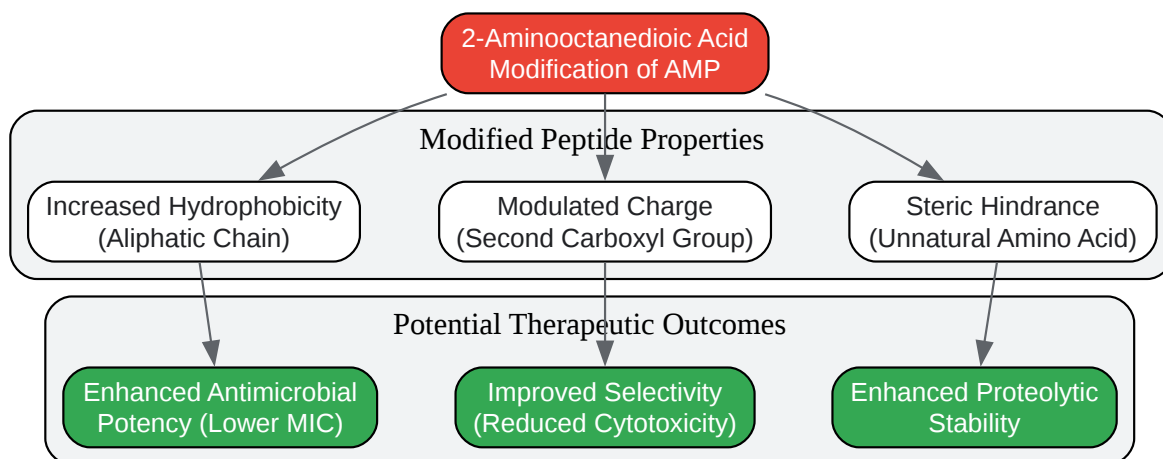 2-Aminooctanedioic Acid
Modification of AMP
Modified Peptide Properties
Increased Hydrophobicity
(Aliphatic Chain)
Modulated Charge
(Second Carboxyl Group)
Steric Hindrance
(Unnatural Amino Acid)
Potential Therapeutic Outcomes
Enhanced Antimicrobial
Potency (Lower MIC)
Improved Selectivity
(Reduced Cytotoxicity)
Enhanced Proteolytic
Stability